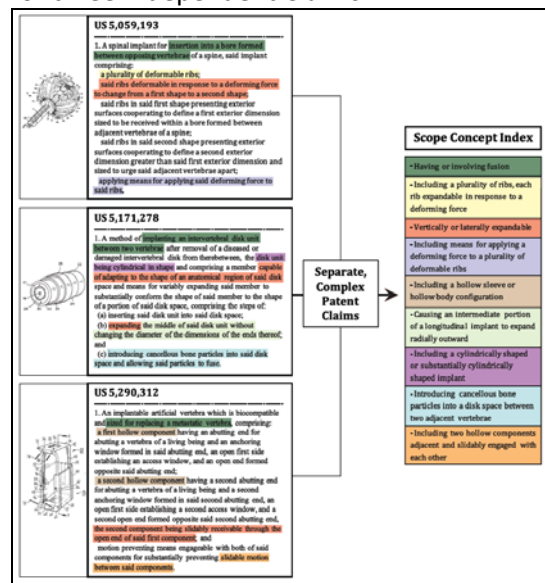 US 5,059,193
1. A spinal implant for insertion into a bore formed
between opposing vertebrae of a spine, said implant
comprising:
a plurality of deformable ribs;
said ribs deformable in response to a deforming force
to change from a first shape to a second shape;
said ribs in said first shape presenting exterior
surfaces cooperating to define a first exterior dimension
sized to be received within a bore formed between
adjacent vertebrae of a spine;
said ribs in said second shape presenting exterior
surfaces cooperating to define a second exterior
dimension greater than said first exterior dimension and
sized to urge said adjacent vertebrae apart;
applying means for applying said deforming force to
said ribs.
US 5,171,278
1. A method of implanting an intervertebral disk unit
between two vertebrae after removal of a diseased or
damaged intervertebral disk from therebetween, the disk unit
being cylindrical in shape and comprising a member capable
of adapting to the shape of an anatomical region of said disk
space and means for variably expanding said member to
substantially conform the shape of said member to the shape
of a portion of said disk space, comprising the steps of:
(a) inserting said disk unit into said disk space;
(b) expanding the middle of said disk unit without
changing the diameter of the dimensions of the ends thereof;
and
(c) introducing cancellous bone particles into said disk
space and allowing said particles to fuse.
US 5,290,312
1. An implantable artificial vertebra which is biocompatible
and sized for replacing a metastatic vertebra, comprising:
a first hollow component having an abutting end for
abutting a vertebra of a living being and an anchoring
window formed in said abutting end, an open first side
establishing an access window, and an open end formed
opposite said abutting end;
a second hollow component having a second abutting end
for abutting a vertebra of a living being and a second
anchoring window formed in said second abutting end, an
open first side establishing a second access window, and a
second open end formed opposite said second abutting end,
the second component being slidably receivable through the
open end of said first component; and
motion preventing means engageable with both of said
components for substantially preventing slidable motion
between said components.
Separate,
Complex
Patent
Claims
Scope Concept Index
• Having or involving fusion
• Including a plurality of ribs, each
rib expandable in response to a
deforming force
• Vertically or laterally expandable
• Including means for applying a
deforming force to a plurality of
deformable ribs
• Including a hollow sleeve or
hollow body configuration
• Causing an intermediate portion
of a longitudinal implant to
expand radially outward
• Including a cylindrically shaped
or substantially cylindrically
shaped implant
• Introducing cancellous bone
particles into a disk space between
two adjacent vertebrae
• Including two hollow components
adjacent and slidably engaged with
each other